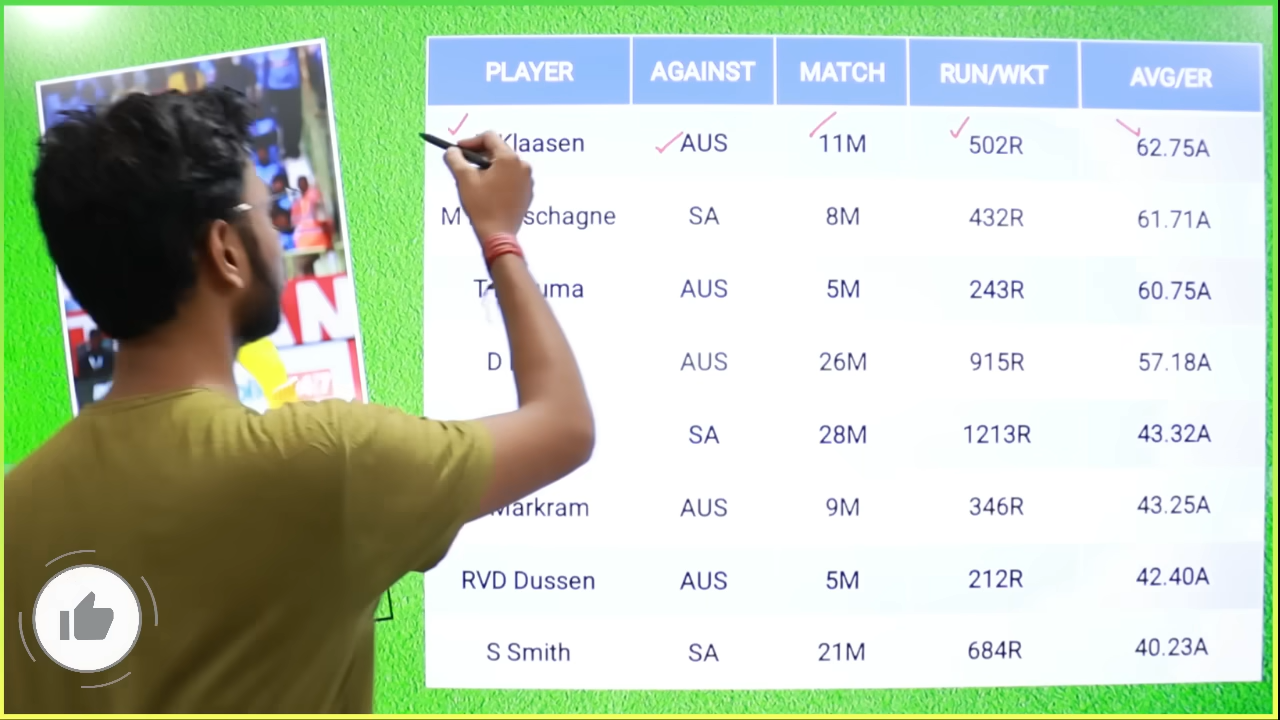 PLAYER AGAINST MATCH RUN/WKT AVG/ER
Klaasen AUS 11M 502R 62.75A
M schagne SA 8M 432R 61.71A
T uma AUS 5M 243R 60.75A
D AUS 26M 915R 57.18A
SA 28M 1213R 43.32A
Markram AUS 9M 346R 43.25A
RVD Dussen AUS 5M 212R 42.40A
S Smith SA 21M 684R 40.23A
AN